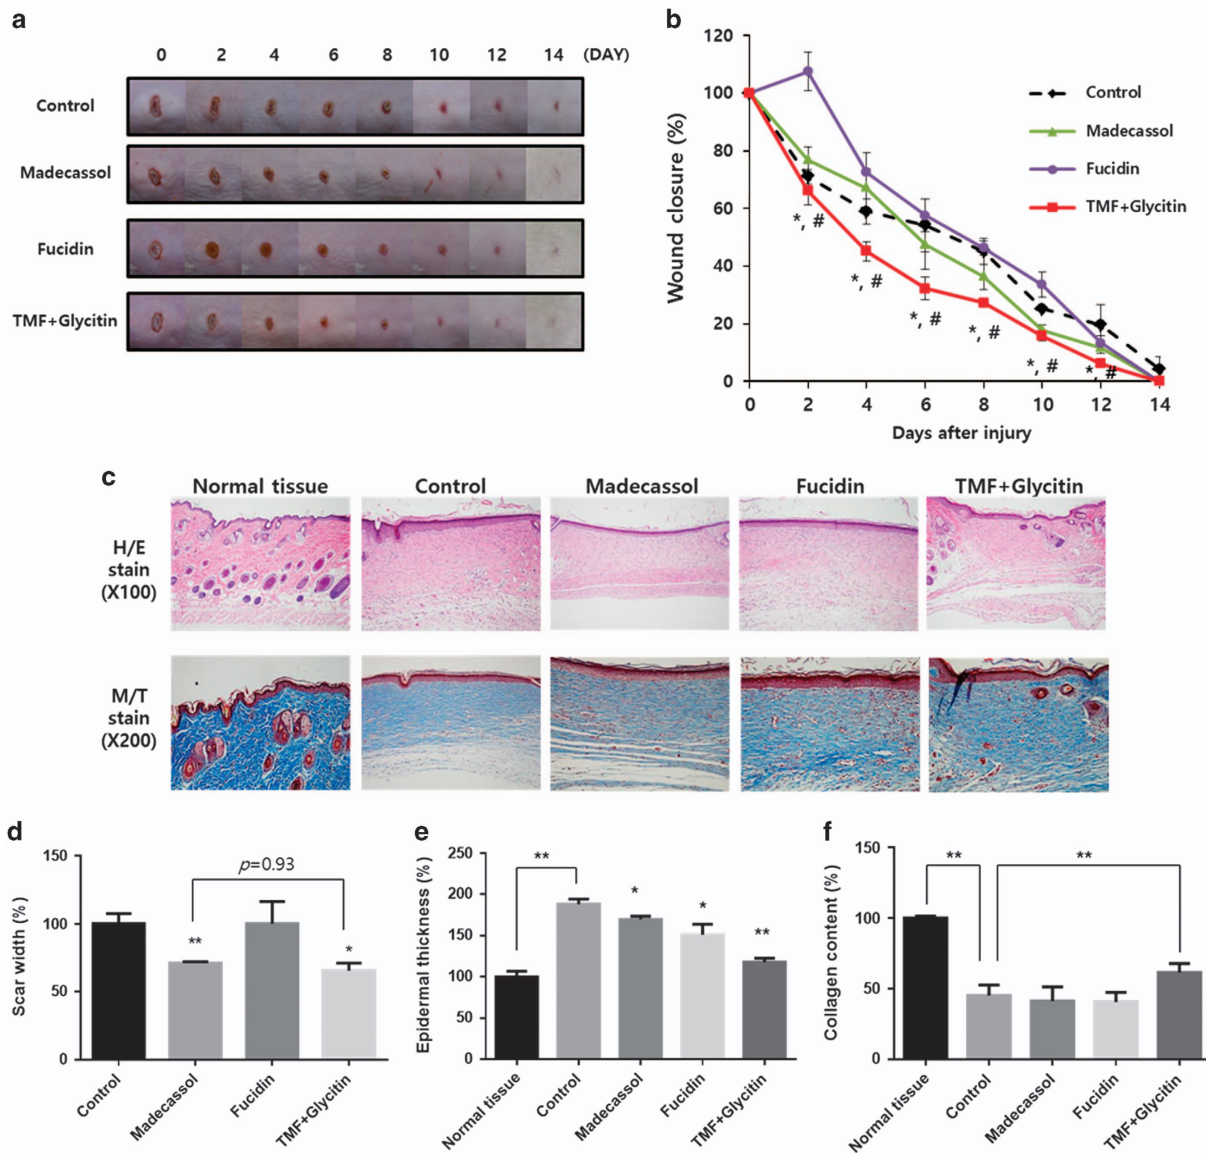 a
0 2 4 6 8 10 12 14 (DAY)
Control
Madecassol
Fucidin
TMF+Glycitin
b
120
100
80
60
40
20
0
Wound closure (%)
Control
Madecassol
Fucidin
TMF+Glycitin
*, #
*, #
*, #
*, #
*, #
*, #
0 2 4 6 8 10 12 14
Days after injury
c
Normal tissue Control Madecassol Fucidin TMF+Glycitin
H/E
stain
(X100)
M/T
stain
(X200)
d
Scar width (%)
150
100
50
0
p=0.93
**
*
Control
Madecassol
Fucidin
TMF+Glycitin
e
Epidermal thickness (%)
250
200
150
100
50
0
**
*
*
**
Normal tissue
Control
Madecassol
Fucidin
TMF+Glycitin
f
Collagen content (%)
150
100
50
0
**
**
Normal tissue
Control
Madecassol
Fucidin
TMF+Glycitin